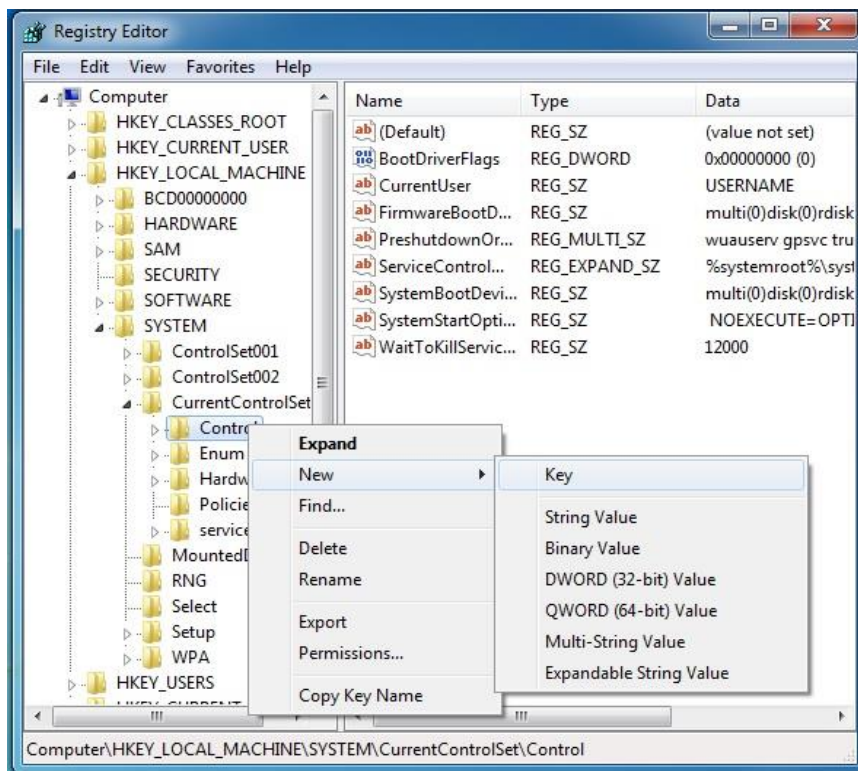 Registry Editor
File Edit View Favorites Help
Computer
HKEY_CLASSES_ROOT
HKEY_CURRENT_USER
HKEY_LOCAL_MACHINE
BCD00000000
HARDWARE
SAM
SECURITY
SOFTWARE
SYSTEM
ControlSet001
ControlSet002
CurrentControlSet
Contro
Enum
Hardw
Policie
service
MountedD
RNG
Select
Setup
WPA
HKEY_USERS
Name Type Data
(Default) REG_SZ (value not set)
BootDriverFlags REG_DWORD 0x00000000 (0)
CurrentUser REG_SZ USERNAME
FirmwareBootD... REG_SZ multi(0)disk(0)rdisk
PreshutdownOr... REG_MULTI_SZ wuauserv gpsvc tru
ServiceControl... REG_EXPAND_SZ %systemroot%\syst
SystemBootDevi... REG_SZ multi(0)disk(0)rdisk
SystemStartOpti... REG_SZ NOEXECUTE=OPTI
WaitToKillServic... REG_SZ 12000
Expand
New
Find...
Delete
Rename
Export
Permissions...
Copy Key Name
Key
String Value
Binary Value
DWORD (32-bit) Value
QWORD (64-bit) Value
Multi-String Value
Expandable String Value
Computer\HKEY_LOCAL_MACHINE\SYSTEM\CurrentControlSet\Control